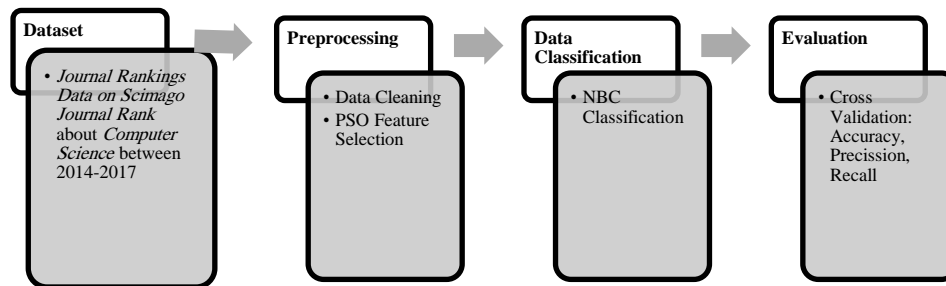 Dataset
• Journal Rankings
Data on Scimago
Journal Rank
about Computer
Science between
2014-2017
Preprocessing
• Data Cleaning
• PSO Feature
Selection
Data
Classification
• NBC
Classification
Evaluation
• Cross
Validation:
Accuracy,
Precission,
Recall